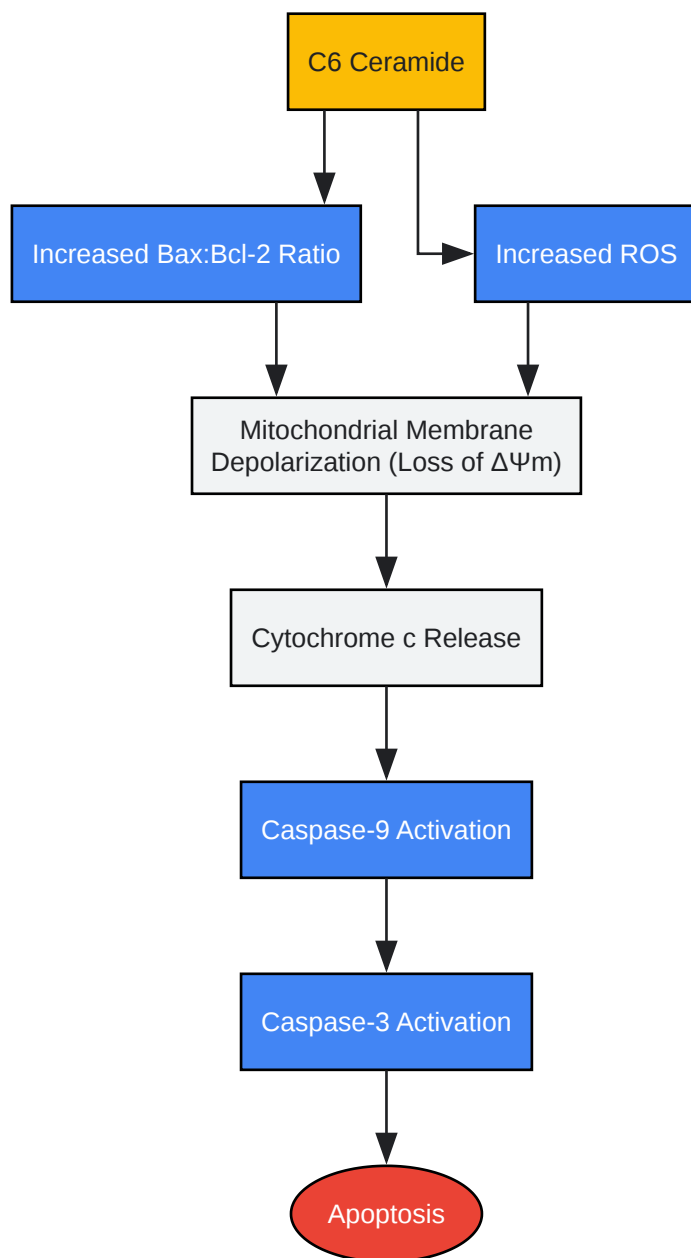 C6 Ceramide
Increased Bax:Bcl-2 Ratio
Increased ROS
Mitochondrial Membrane
Depolarization (Loss of ΔΨm)
Cytochrome c Release
Caspase-9 Activation
Caspase-3 Activation
Apoptosis